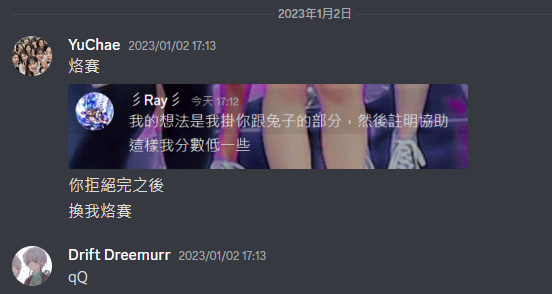 2023年1月2日
YuChae 2023/01/02 17:13
烙賽
彡Ray彡 今天 17:12
我的想法是我掛你跟兔子的部分，然後註明協助
這樣我分數低一些
你拒絕完之後
換我烙賽
Drift Dreemurr 2023/01/02 17:13
qQ